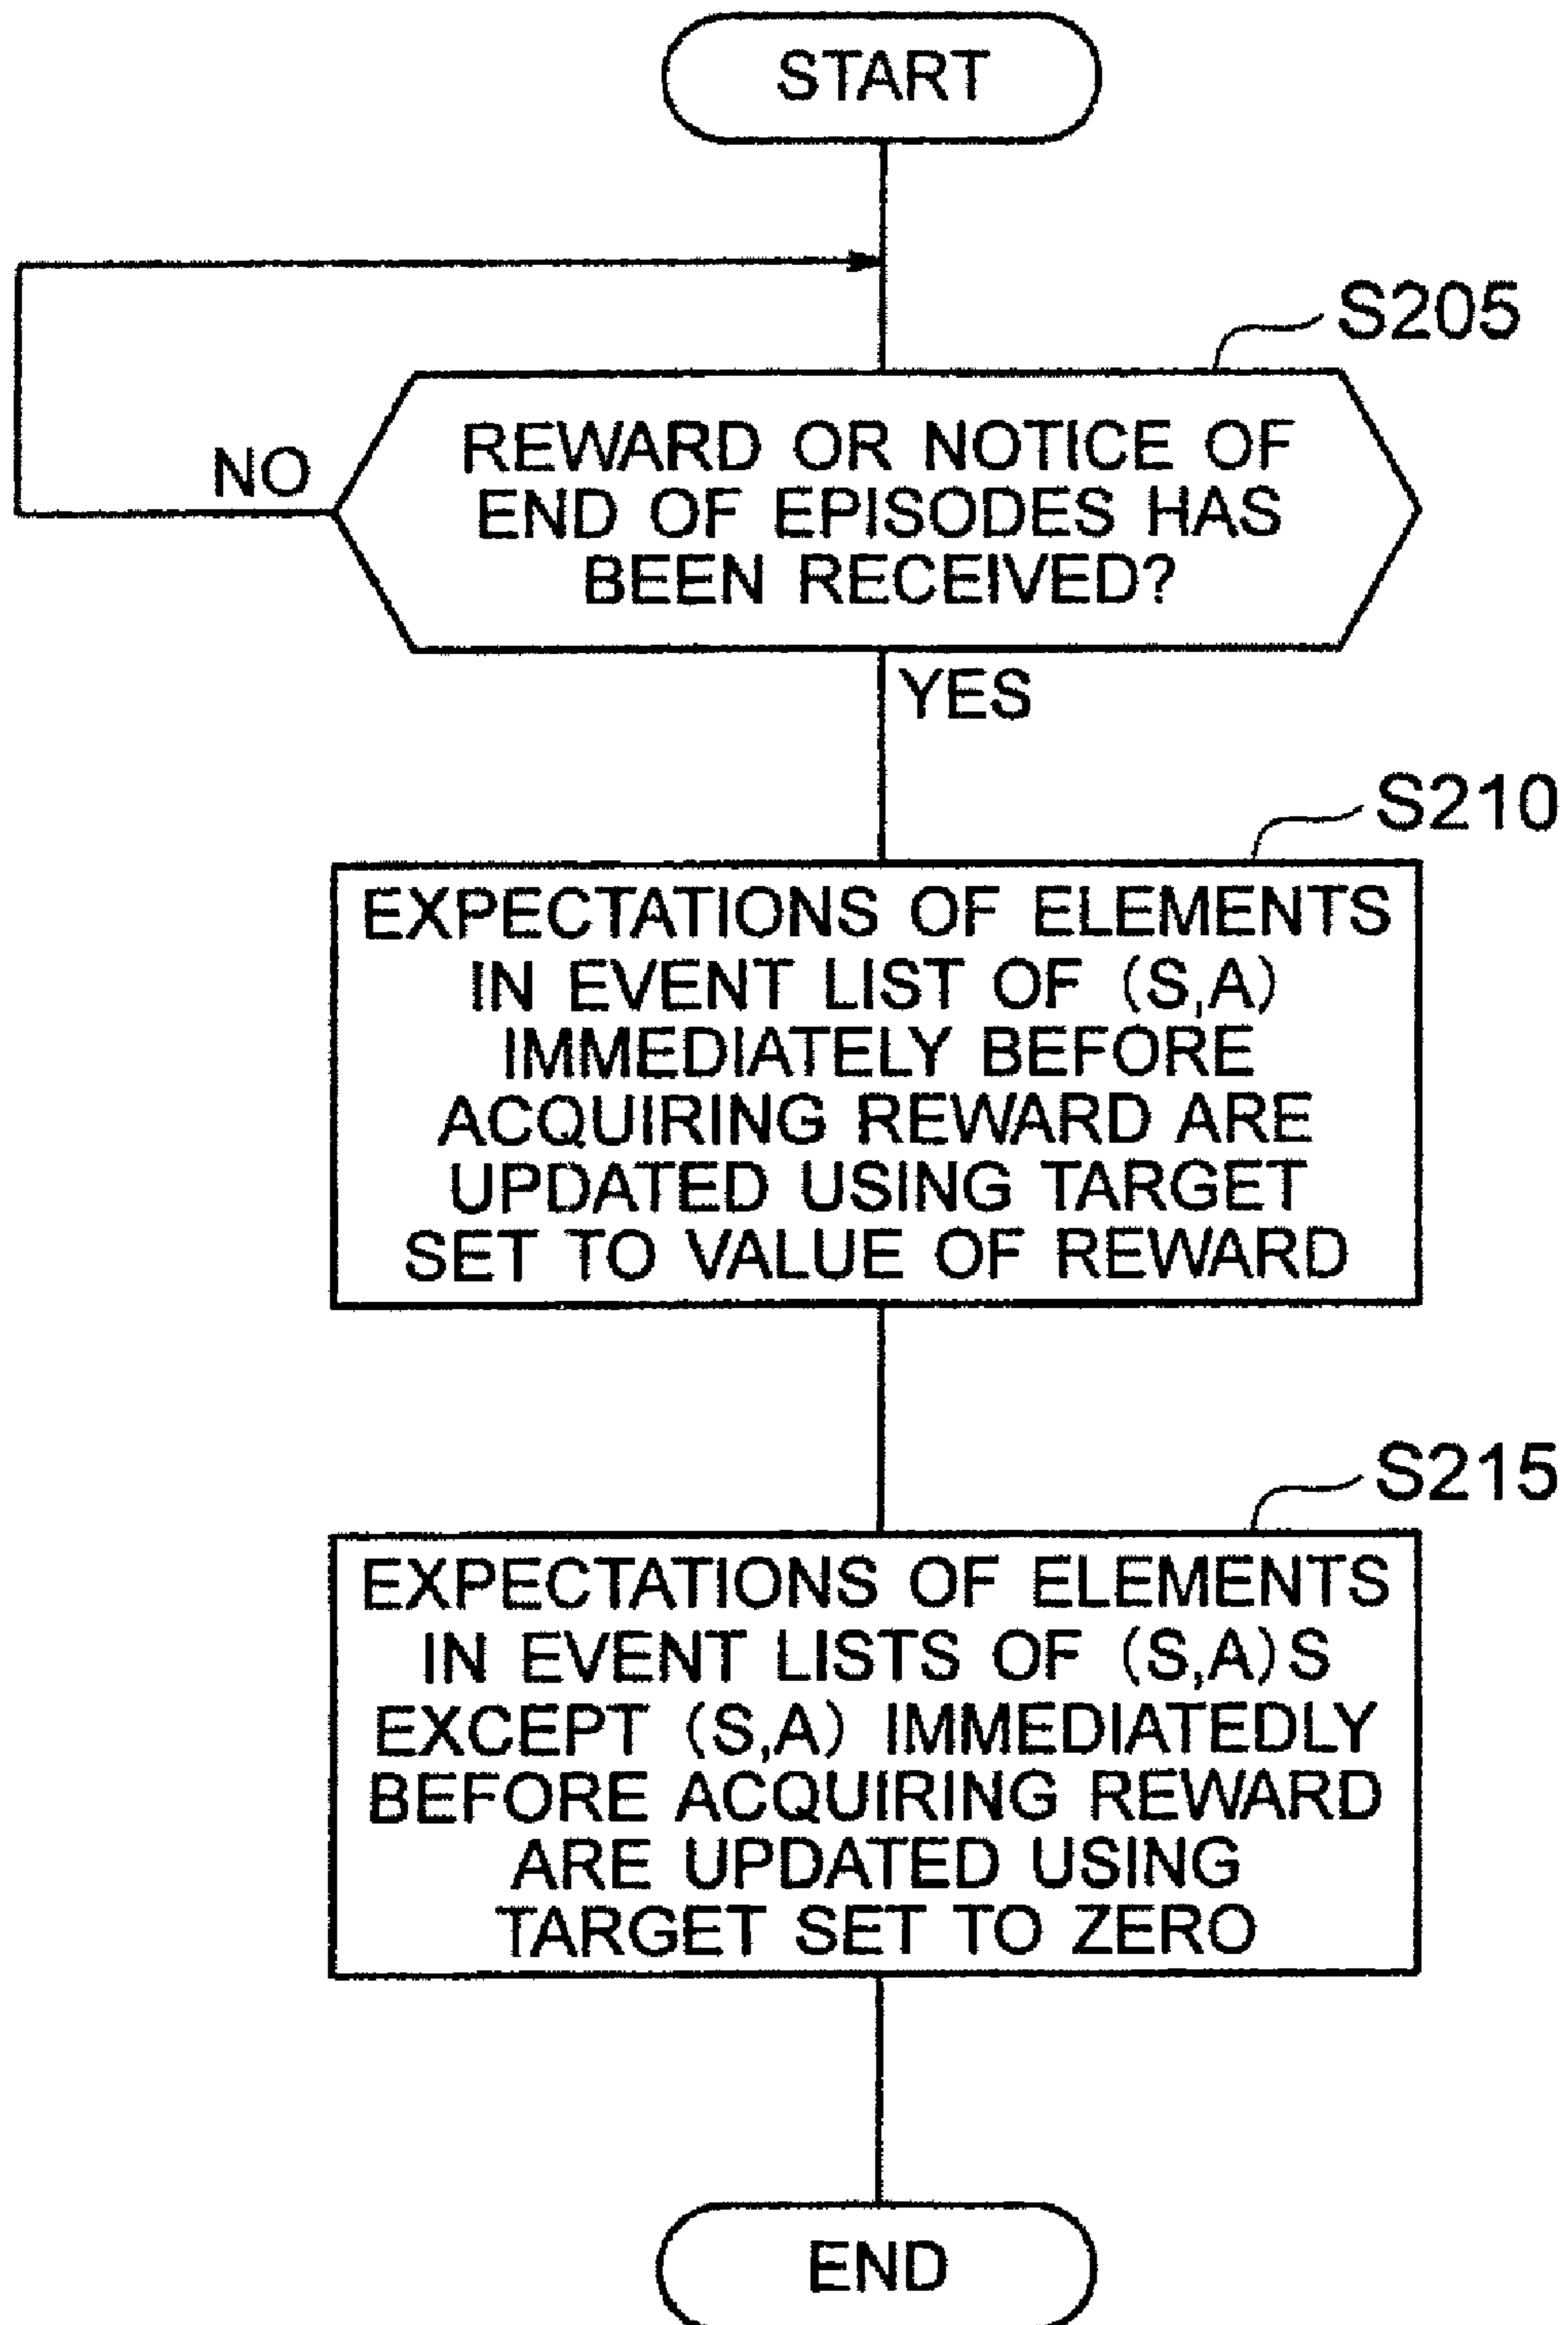 START
S205
REWARD OR NOTICE OF
END OF EPISODES HAS
BEEN RECEIVED?
NO
YES
S210
EXPECTATIONS OF ELEMENTS
IN EVENT LIST OF (S,A)
IMMEDIATELY BEFORE
ACQUIRING REWARD ARE
UPDATED USING TARGET
SET TO VALUE OF REWARD
S215
EXPECTATIONS OF ELEMENTS
IN EVENT LISTS OF (S,A)S
EXCEPT (S,A) IMMEDIATEDLY
BEFORE ACQUIRING REWARD
ARE UPDATED USING
TARGET SET TO ZERO
END